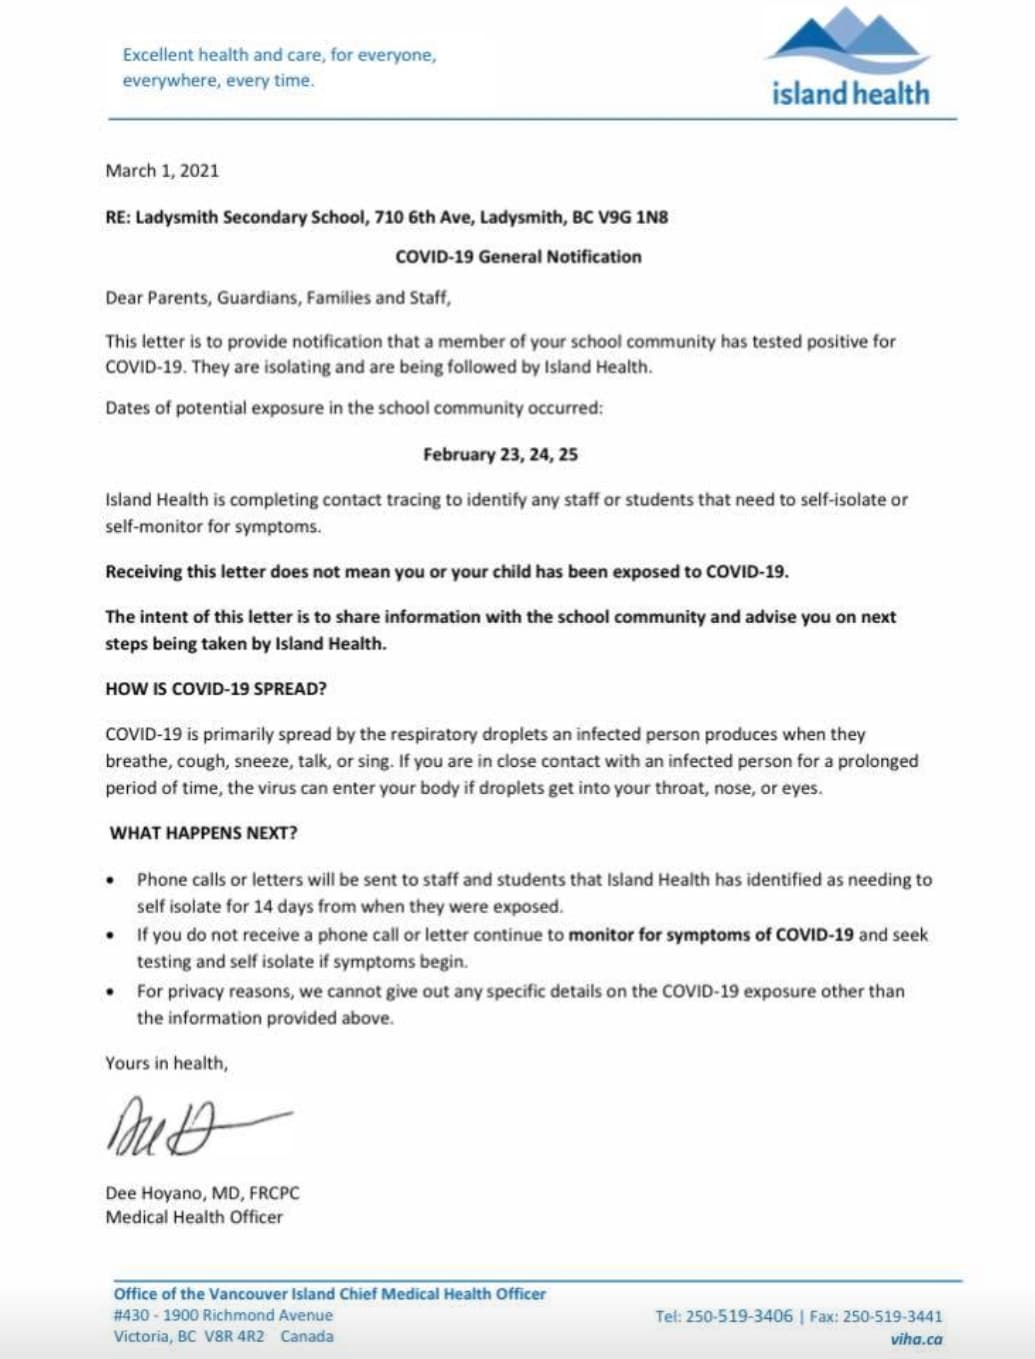 Excellent health and care, for everyone,
everywhere, every time.
island health
March 1, 2021
RE: Ladysmith Secondary School, 710 6th Ave, Ladysmith, BC V9G 1N8
COVID-19 General Notification
Dear Parents, Guardians, Families and Staff,
This letter is to provide notification that a member of your school community has tested positive for
COVID-19. They are isolating and are being followed by Island Health.
Dates of potential exposure in the school community occurred:
February 23, 24, 25
Island Health is completing contact tracing to identify any staff or students that need to self-isolate or
self-monitor for symptoms.
Receiving this letter does not mean you or your child has been exposed to COVID-19.
The intent of this letter is to share information with the school community and advise you on next
steps being taken by Island Health.
HOW IS COVID-19 SPREAD?
COVID-19 is primarily spread by the respiratory droplets an infected person produces when they
breathe, cough, sneeze, talk, or sing. If you are in close contact with an infected person for a prolonged
period of time, the virus can enter your body if droplets get into your throat, nose, or eyes.
WHAT HAPPENS NEXT?
• Phone calls or letters will be sent to staff and students that Island Health has identified as needing to
self isolate for 14 days from when they were exposed.
• If you do not receive a phone call or letter continue to monitor for symptoms of COVID-19 and seek
testing and self isolate if symptoms begin.
• For privacy reasons, we cannot give out any specific details on the COVID-19 exposure other than
the information provided above.
Yours in health,
Dee Hoyano, MD, FRCPC
Medical Health Officer
Office of the Vancouver Island Chief Medical Health Officer
#430 - 1900 Richmond Avenue
Victoria, BC V8R 4R2 Canada
Tel: 250-519-3406 | Fax: 250-519-3441
viha.ca